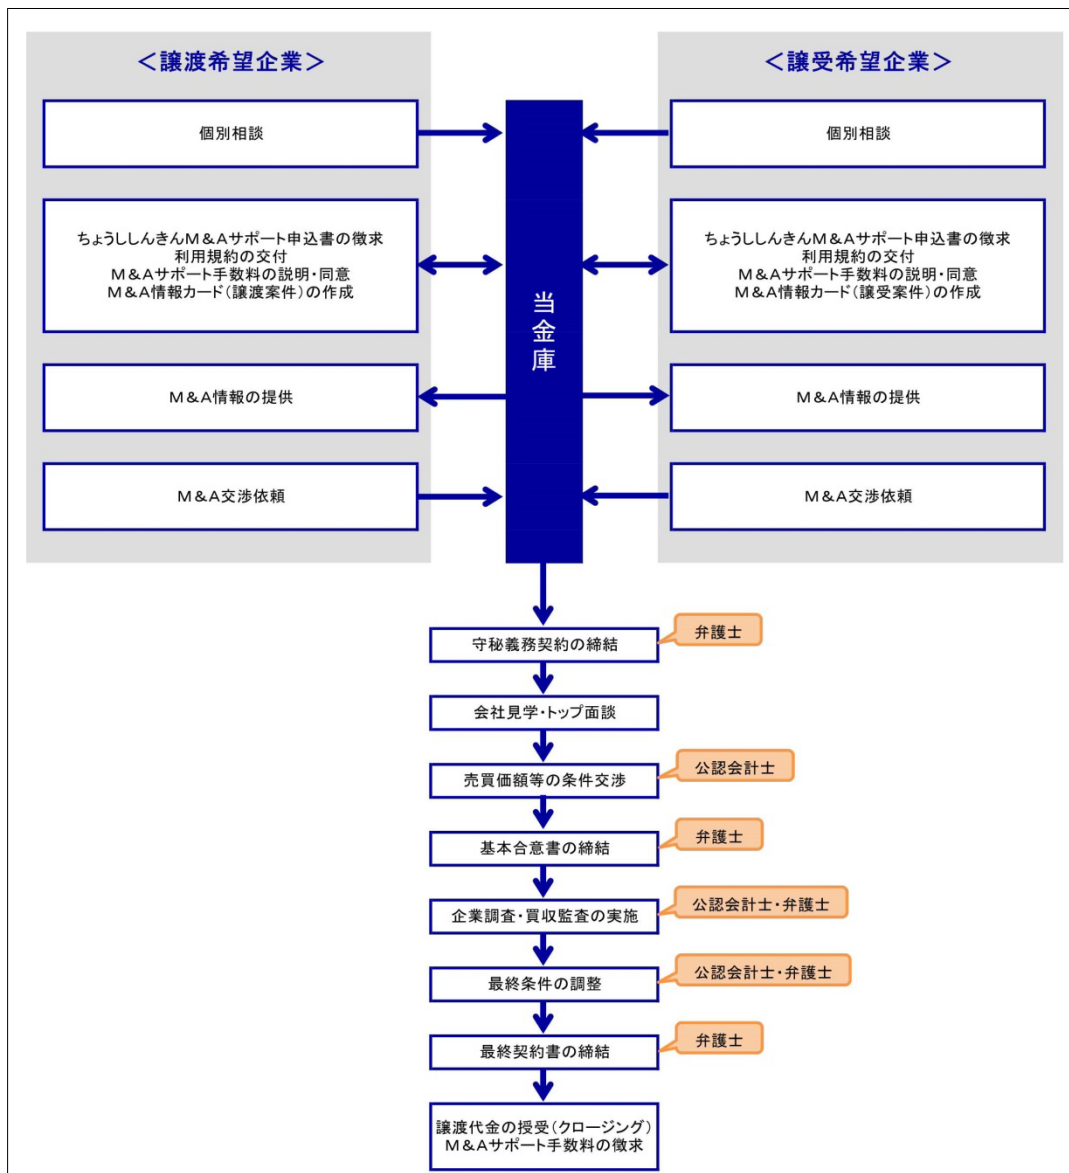 ＜譲渡希望企業＞
個別相談
ちょうししんきんＭ＆Ａサポート申込書の徴求
利用規約の交付
Ｍ＆Ａサポート手数料の説明・同意
Ｍ＆Ａ情報カード（譲渡案件）の作成
Ｍ＆Ａ情報の提供
Ｍ＆Ａ交渉依頼
当金庫
＜譲受希望企業＞
個別相談
ちょうししんきんＭ＆Ａサポート申込書の徴求
利用規約の交付
Ｍ＆Ａサポート手数料の説明・同意
Ｍ＆Ａ情報カード（譲受案件）の作成
Ｍ＆Ａ情報の提供
Ｍ＆Ａ交渉依頼
守秘義務契約の締結
弁護士
会社見学・トップ面談
売買価額等の条件交渉
公認会計士
基本合意書の締結
弁護士
企業調査・買収監査の実施
公認会計士・弁護士
最終条件の調整
公認会計士・弁護士
最終契約書の締結
弁護士
譲渡代金の授受（クロージング）
Ｍ＆Ａサポート手数料の徴求